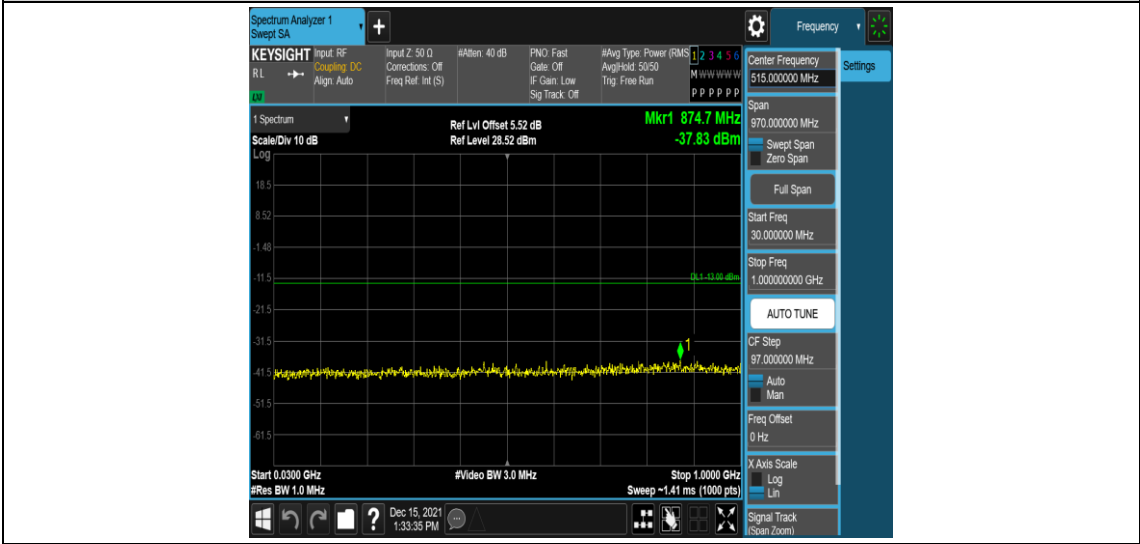 Spectrum Analyzer 1
Swept SA
+
Frequency
KEYSIGHT
RL
Input: RF
Coupling: DC
Align: Auto
Input Z: 50 Ω
Corrections: Off
Freq Ref: Int (S)
#Atten: 40 dB
PNO: Fast
Gate: Off
IF Gain: Low
Sig Track: Off
#Avg Type: Power (RMS
Avg|Hold: 50/50
Trig: Free Run
1 2 3 4 5 6
M W W W W W
P P P P P P
1 Spectrum
Scale/Div 10 dB
Log
Ref Lvl Offset 5.52 dB
Ref Level 28.52 dBm
Mkr1 874.7 MHz
-37.83 dBm
18.5
8.52
-1.48
-11.5
-21.5
-31.5
-41.5
-51.5
-61.5
DL1 -13.00 dBm
1
Start 0.0300 GHz
#Res BW 1.0 MHz
#Video BW 3.0 MHz
Stop 1.0000 GHz
Sweep ~1.41 ms (1000 pts)
Center Frequency
515.000000 MHz
Settings
Span
970.000000 MHz
Swept Span
Zero Span
Full Span
Start Freq
30.000000 MHz
Stop Freq
1.000000000 GHz
AUTO TUNE
CF Step
97.000000 MHz
Auto
Man
Freq Offset
0 Hz
X Axis Scale
Log
Lin
Signal Track
(Span Zoom)
?
Dec 15, 2021
1:33:35 PM